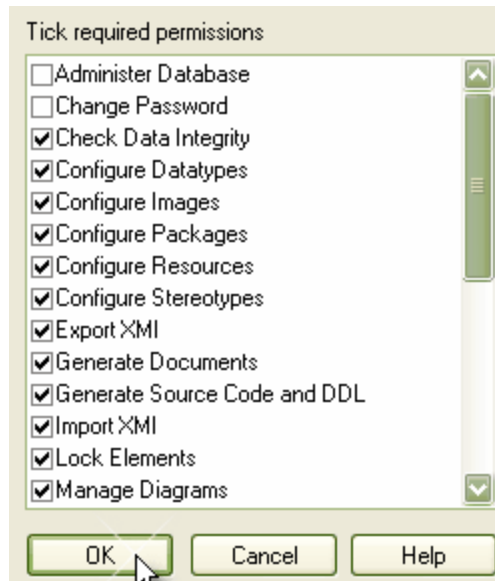 Tick required permissions
Administer Database
Change Password
Check Data Integrity
Configure Datatypes
Configure Images
Configure Packages
Configure Resources
Configure Stereotypes
Export XMI
Generate Documents
Generate Source Code and DDL
Import XMI
Lock Elements
Manage Diagrams
OK Cancel Help